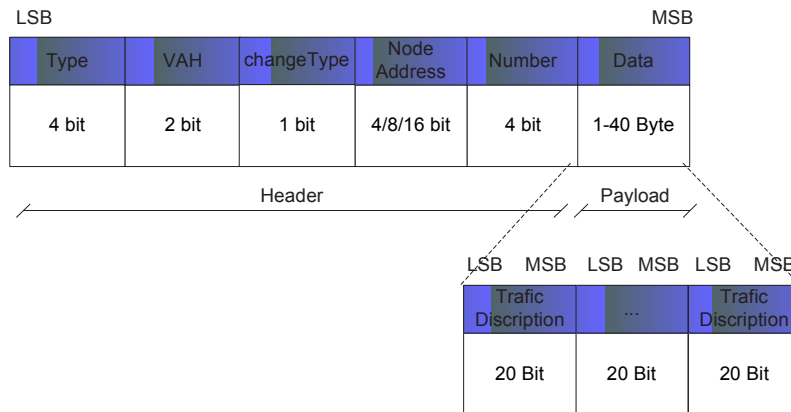 LSB MSB
Type VAH changeType Node Address Number Data
4 bit 2 bit 1 bit 4/8/16 bit 4 bit 1-40 Byte
Header Payload
LSB MSB LSB MSB LSB MSB
Trafic Discription ... Trafic Discription
20 Bit 20 Bit 20 Bit